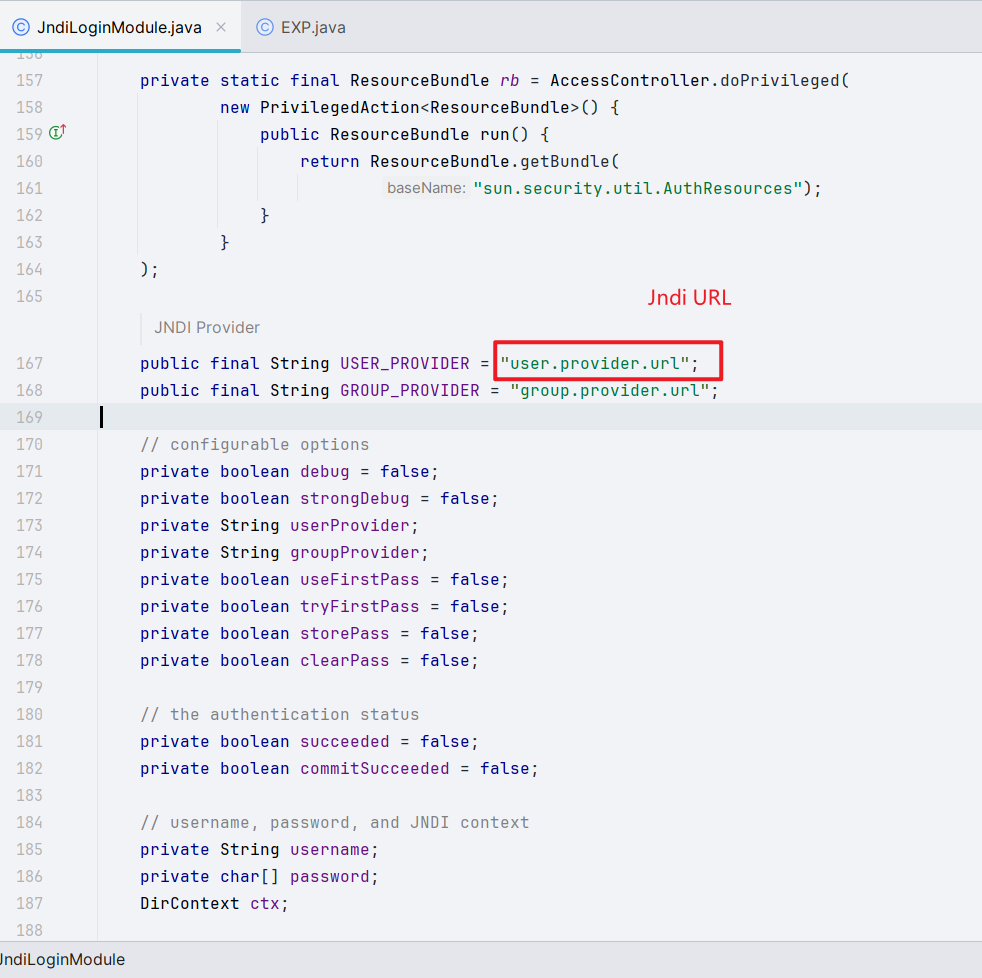 JndiLoginModule.java × EXP.java
156
157 private static final ResourceBundle rb = AccessController.doPrivileged(
158 new PrivilegedAction<ResourceBundle>() {
159 public ResourceBundle run() {
160 return ResourceBundle.getBundle(
161 baseName: "sun.security.util.AuthResources");
162 }
163 }
164 );
165
Jndi URL
JNDI Provider
167 public final String USER_PROVIDER = "user.provider.url";
168 public final String GROUP_PROVIDER = "group.provider.url";
169
170 // configurable options
171 private boolean debug = false;
172 private boolean strongDebug = false;
173 private String userProvider;
174 private String groupProvider;
175 private boolean useFirstPass = false;
176 private boolean tryFirstPass = false;
177 private boolean storePass = false;
178 private boolean clearPass = false;
179
180 // the authentication status
181 private boolean succeeded = false;
182 private boolean commitSucceeded = false;
183
184 // username, password, and JNDI context
185 private String username;
186 private char[] password;
187 DirContext ctx;
188
JndiLoginModule